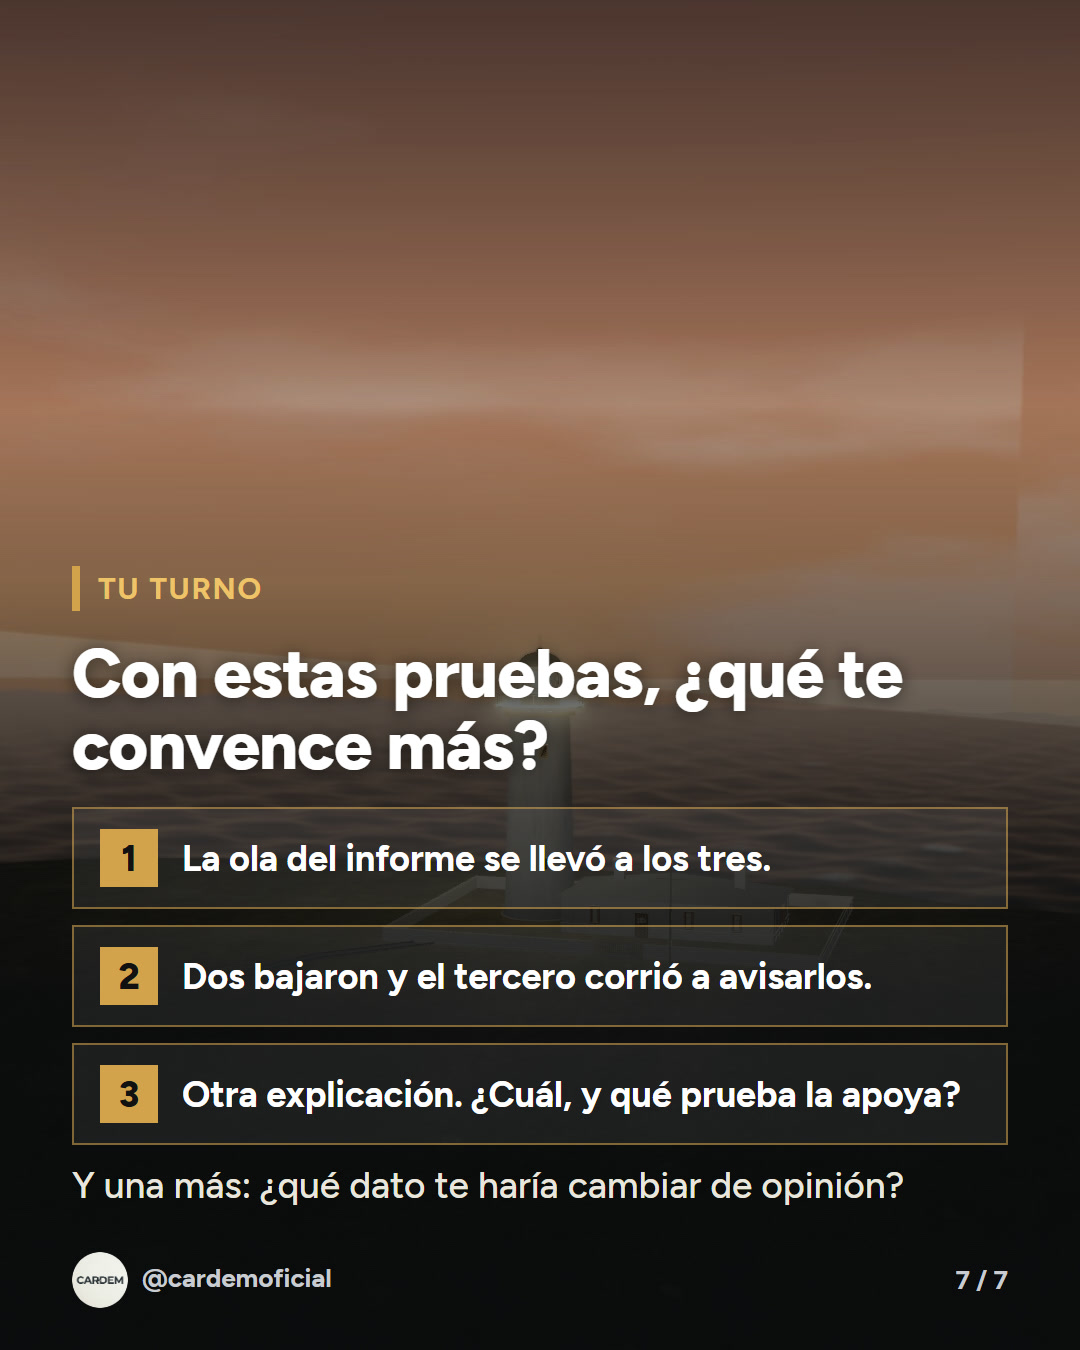 TU TURNO
Con estas pruebas, ¿qué te
convence más?
1 La ola del informe se llevó a los tres.
2 Dos bajaron y el tercero corrió a avisarlos.
3 Otra explicación. ¿Cuál, y qué prueba la apoya?
Y una más: ¿qué dato te haría cambiar de opinión?
CARDEM @cardemoficial
7 / 7